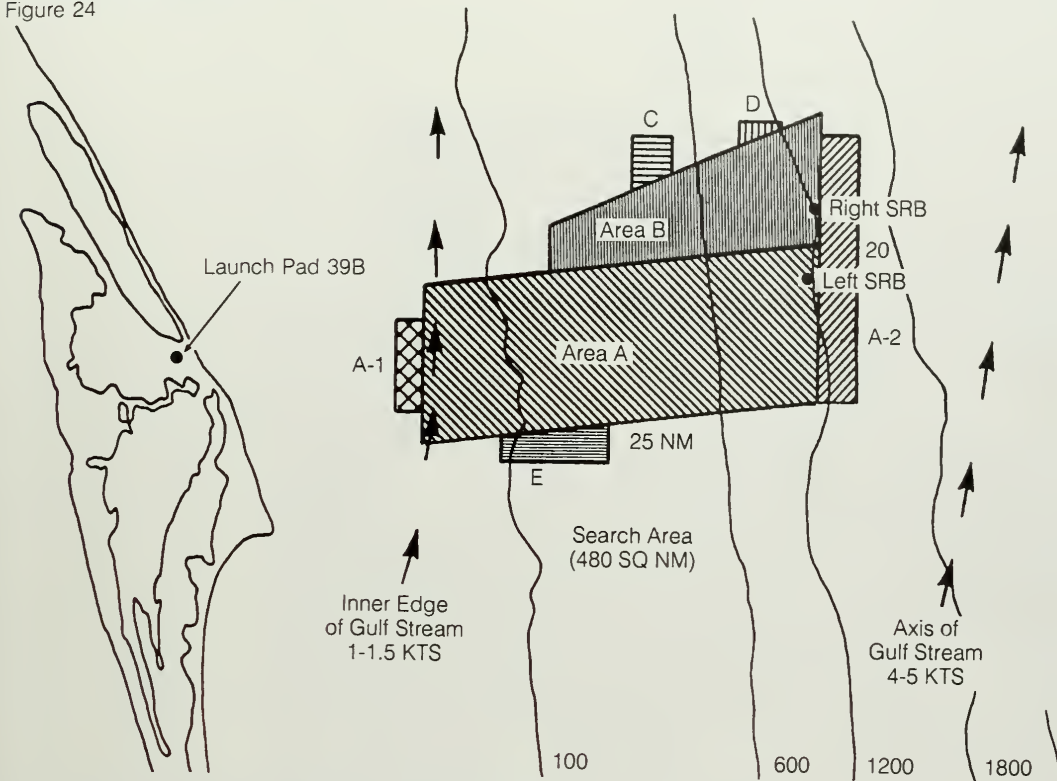 Figure 24
C
D
Area B
Right SRB
20
Left SRB
Launch Pad 39B
Area A
A-1
A-2
25 NM
E
Search Area
(480 SQ NM)
Inner Edge
of Gulf Stream
1-1.5 KTS
Axis of
Gulf Stream
4-5 KTS
100
600
1200
1800